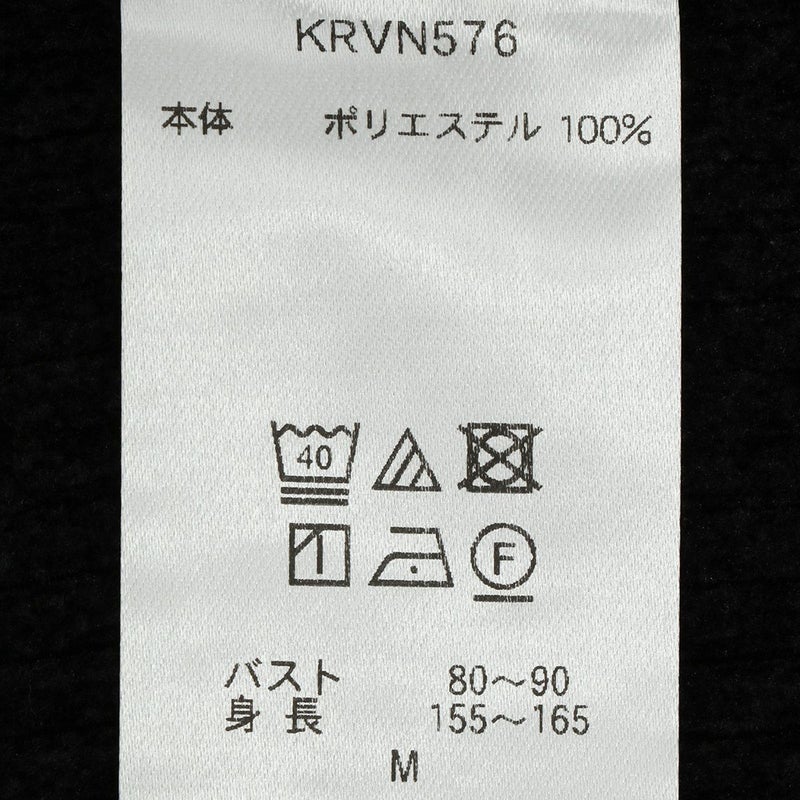 KRVN576
本体 ポリエステル 100%
40
F
バスト 80～90
身長 155～165
M